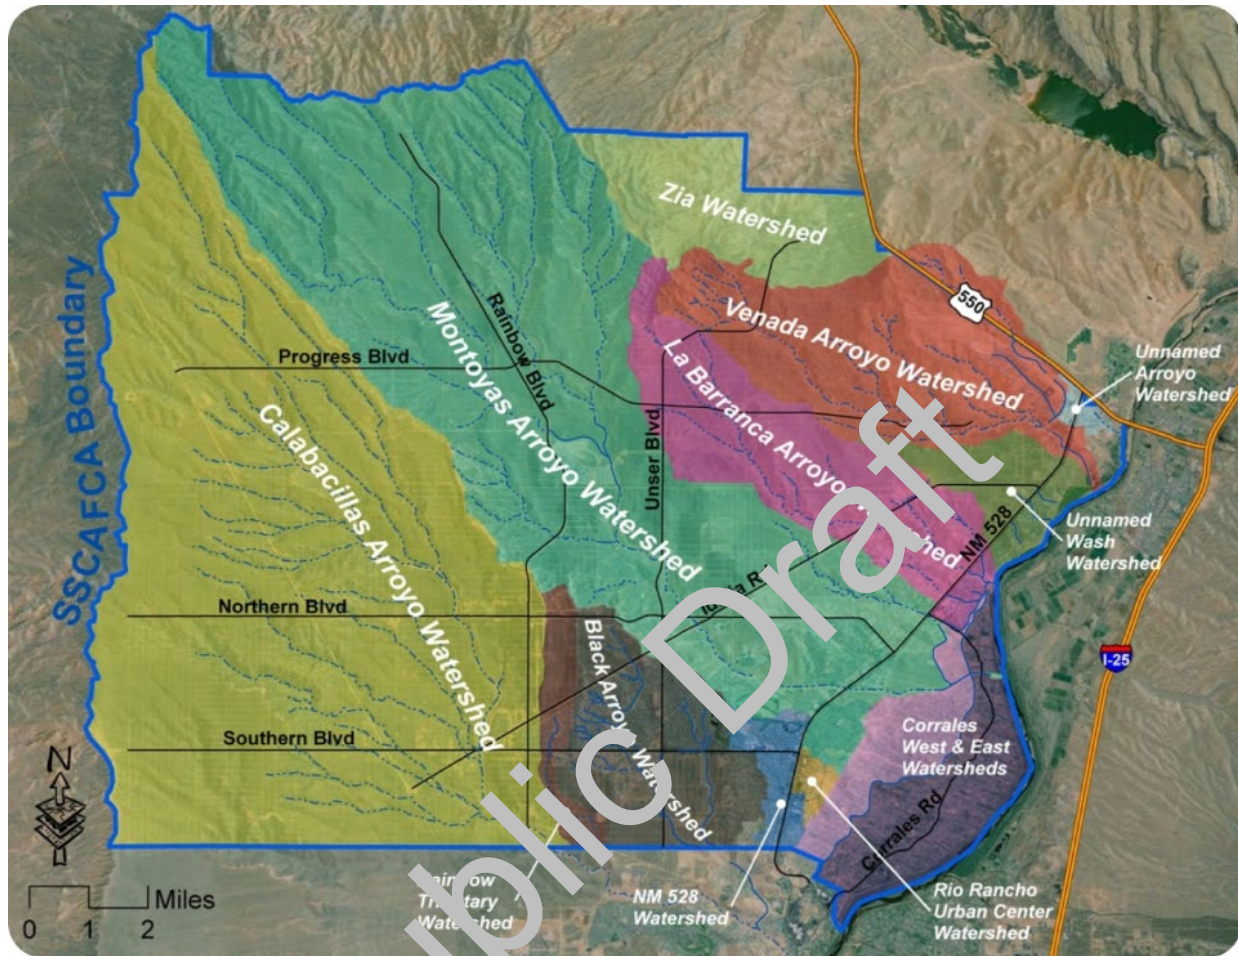 Zia Watershed
550
Venada Arroyo Watershed
Unnamed
Arroyo
Watershed
SSCAFCA Boundary
Montoyas Arroyo Watershed
Rainbow Blvd
La Barranca Arroyo
Progress Blvd
Unser Blvd
Calabacillas Arroyo Watershed
NM 528
Unnamed
Wash
Watershed
Northern Blvd
Black Arroyo Watershed
I-25
Southern Blvd
Corrales
West & East
Watersheds
Corrales Rd
N
Miles
0 1 2
Watershed
NM 528
Watershed
Rio Rancho
Urban Center
Watershed
Draft